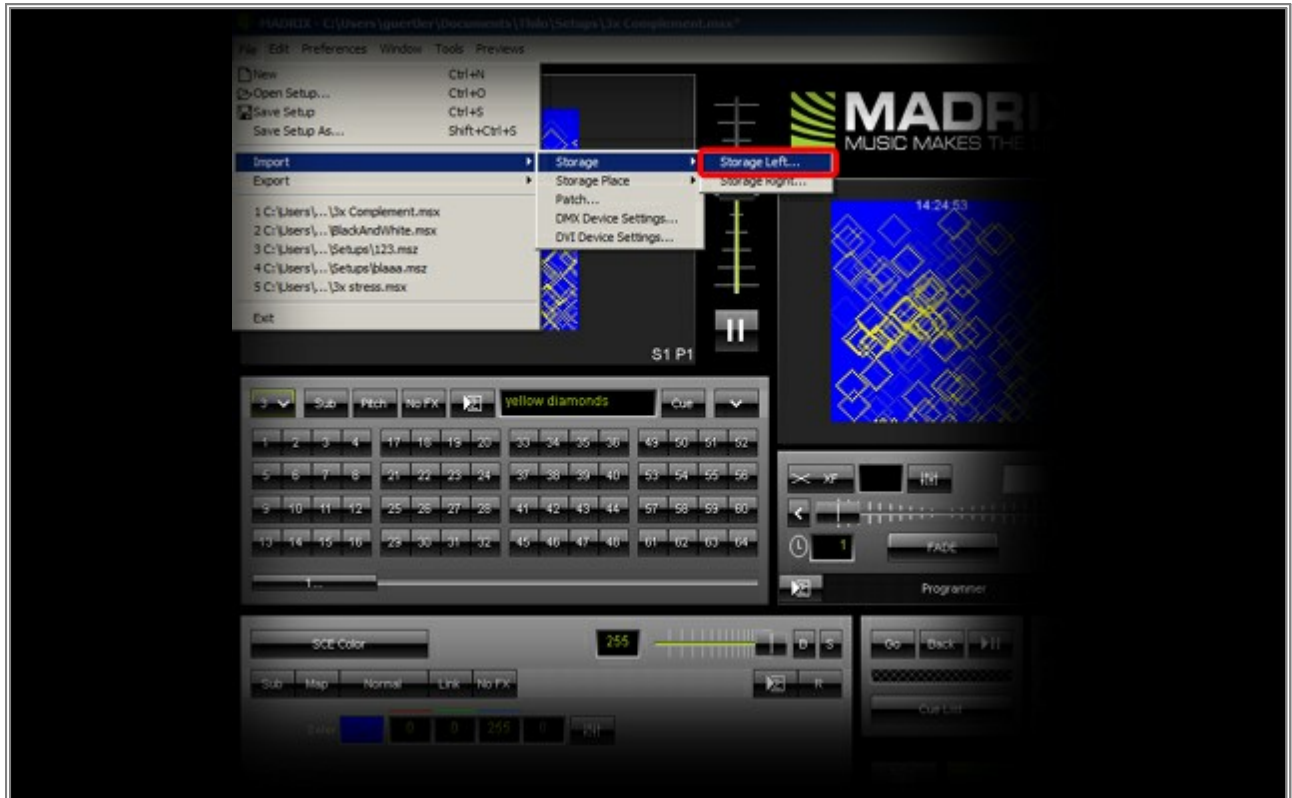 MADRIX - C:\Users\guertler\Documents\Thilo\Setups\3x Complement.msx*
File Edit Preferences Window Tools Previews
New Ctrl+N
Open Setup... Ctrl+O
Save Setup Ctrl+S
Save Setup As... Shift+Ctrl+S
Import
Export
Storage
Storage Place
Patch...
DMX Device Settings...
DVI Device Settings...
Storage Left...
Storage Right...
1 C:\Users\,...\3x Complement.msx
2 C:\Users\,...\BlackAndWhite.msx
3 C:\Users\,...\Setups\123.msz
4 C:\Users\,...\Setups\blaaa.msz
5 C:\Users\,...\3x stress.msx
Exit
MADRI
MUSIC MAKES THE
14:24:53
S1 P1
3 Sub Pitch No FX yellow diamonds Cue
1 2 3 4 17 18 19 20 33 34 35 36 49 50 51 52
5 6 7 8 21 22 23 24 37 38 39 40 53 54 55 56
9 10 11 12 25 26 27 28 41 42 43 44 57 58 59 60
13 14 15 16 29 30 31 32 45 46 47 48 61 62 63 64
1...
XF
1 FADE
Programmer
SCE Color 255 B S
Sub Map Normal Link No FX R
Color 0 0 255 0
Go Back
Cue List